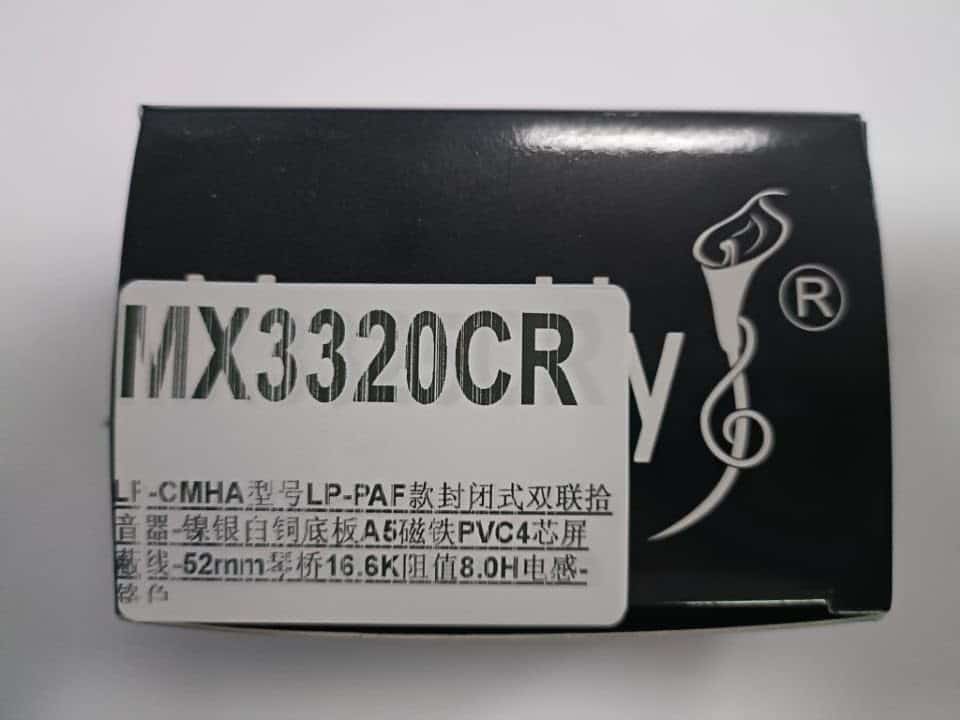 MX3320CR
y
®
LP-CMHA型号LP-PAF款封闭式双联拾
音器-镍银白铜底板A5磁铁PVC4芯屏
蔽线-52mm琴桥16.6K阻值8.0H电感-
铬色